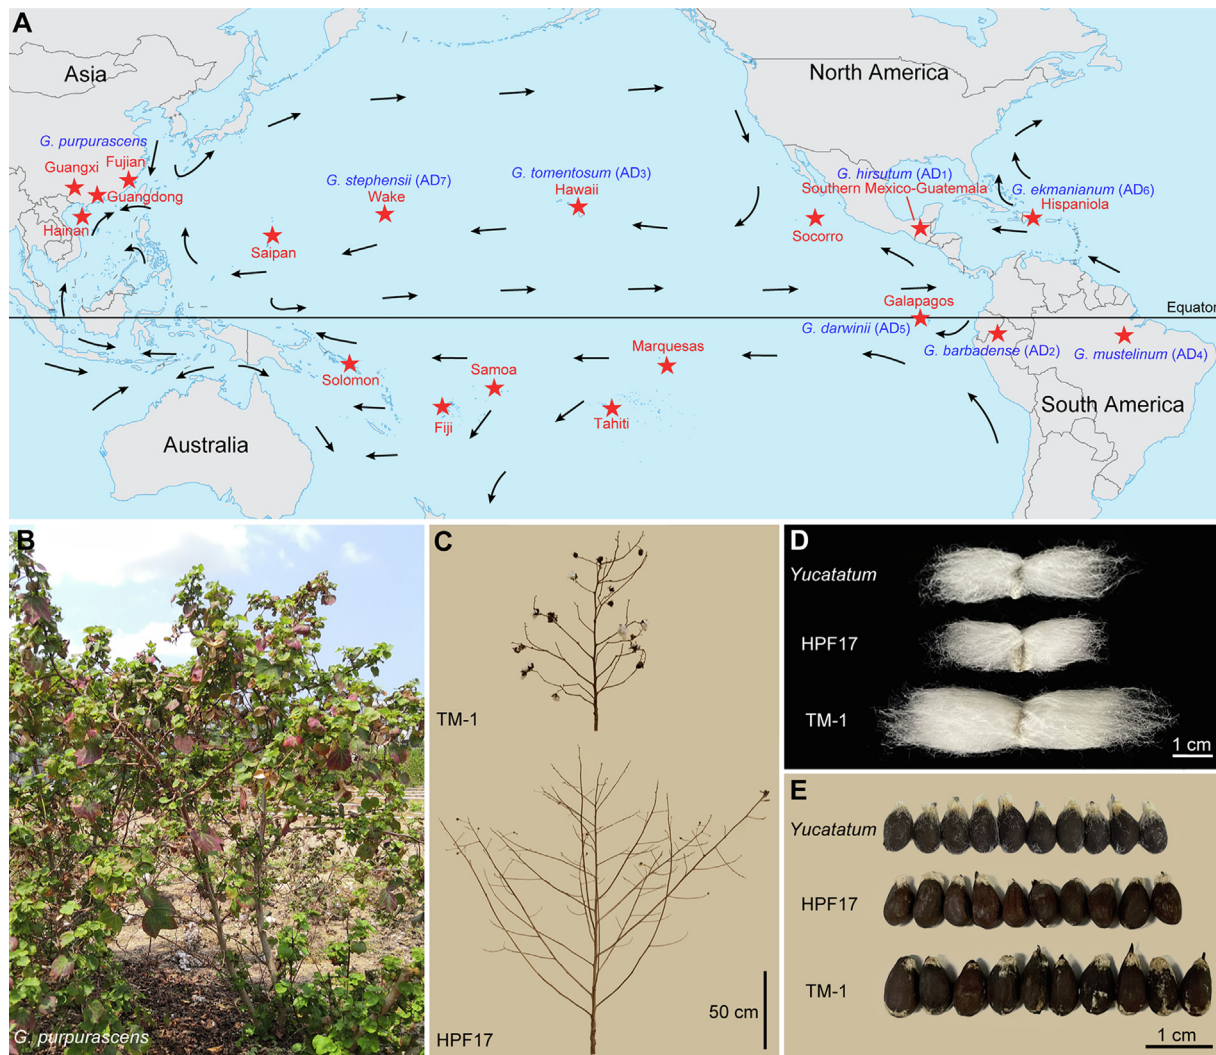 A
Asia
North America
G. purpurascens
Guangxi
Fujian
Guangdong
Hainan
G. stephensii (AD7)
Wake
G. tomentosum (AD3)
Hawaii
G. hirsutum (AD1)
Southern Mexico-Guatemala
G. ekmanianum (AD6)
Hispaniola
Saipan
Socorro
Galapagos
Equator
G. darwinii (AD5)
G. barbadense (AD2)
G. mustelinum (AD4)
Solomon
Samoa
Marquesas
Fiji
Tahiti
South America
Australia
B
G. purpurascens
C
TM-1
HPF17
50 cm
D
Yucatatum
HPF17
TM-1
1 cm
E
Yucatatum
HPF17
TM-1
1 cm